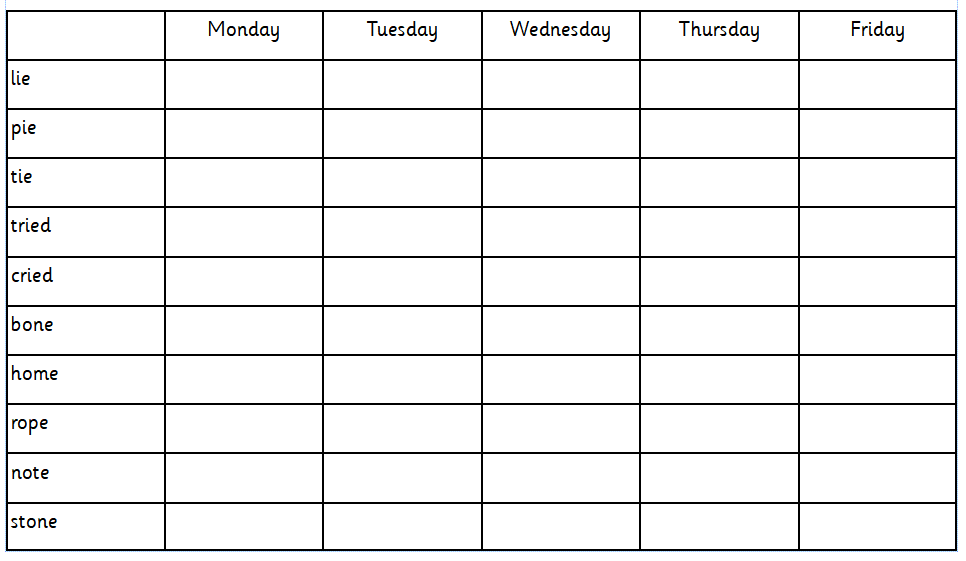 Monday Tuesday Wednesday Thursday Friday
lie
pie
tie
tried
cried
bone
home
rope
note
stone